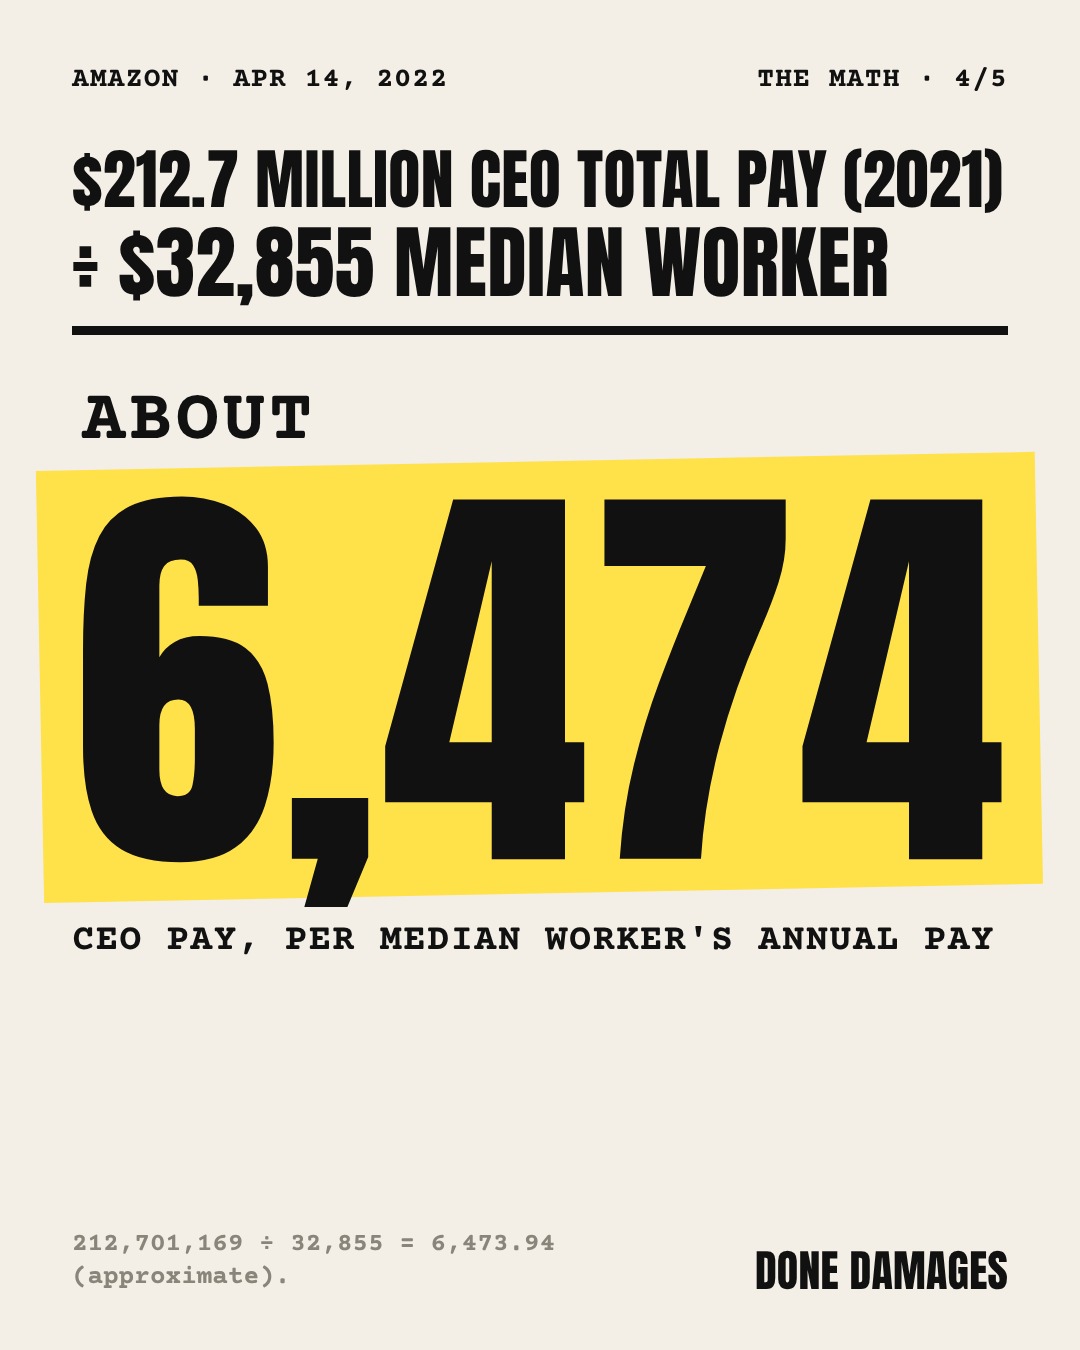 AMAZON · APR 14, 2022
THE MATH · 4/5
$212.7 MILLION CEO TOTAL PAY (2021)
÷ $32,855 MEDIAN WORKER
ABOUT
6,474
CEO PAY, PER MEDIAN WORKER'S ANNUAL PAY
212,701,169 ÷ 32,855 = 6,473.94
(approximate).
DONE DAMAGES